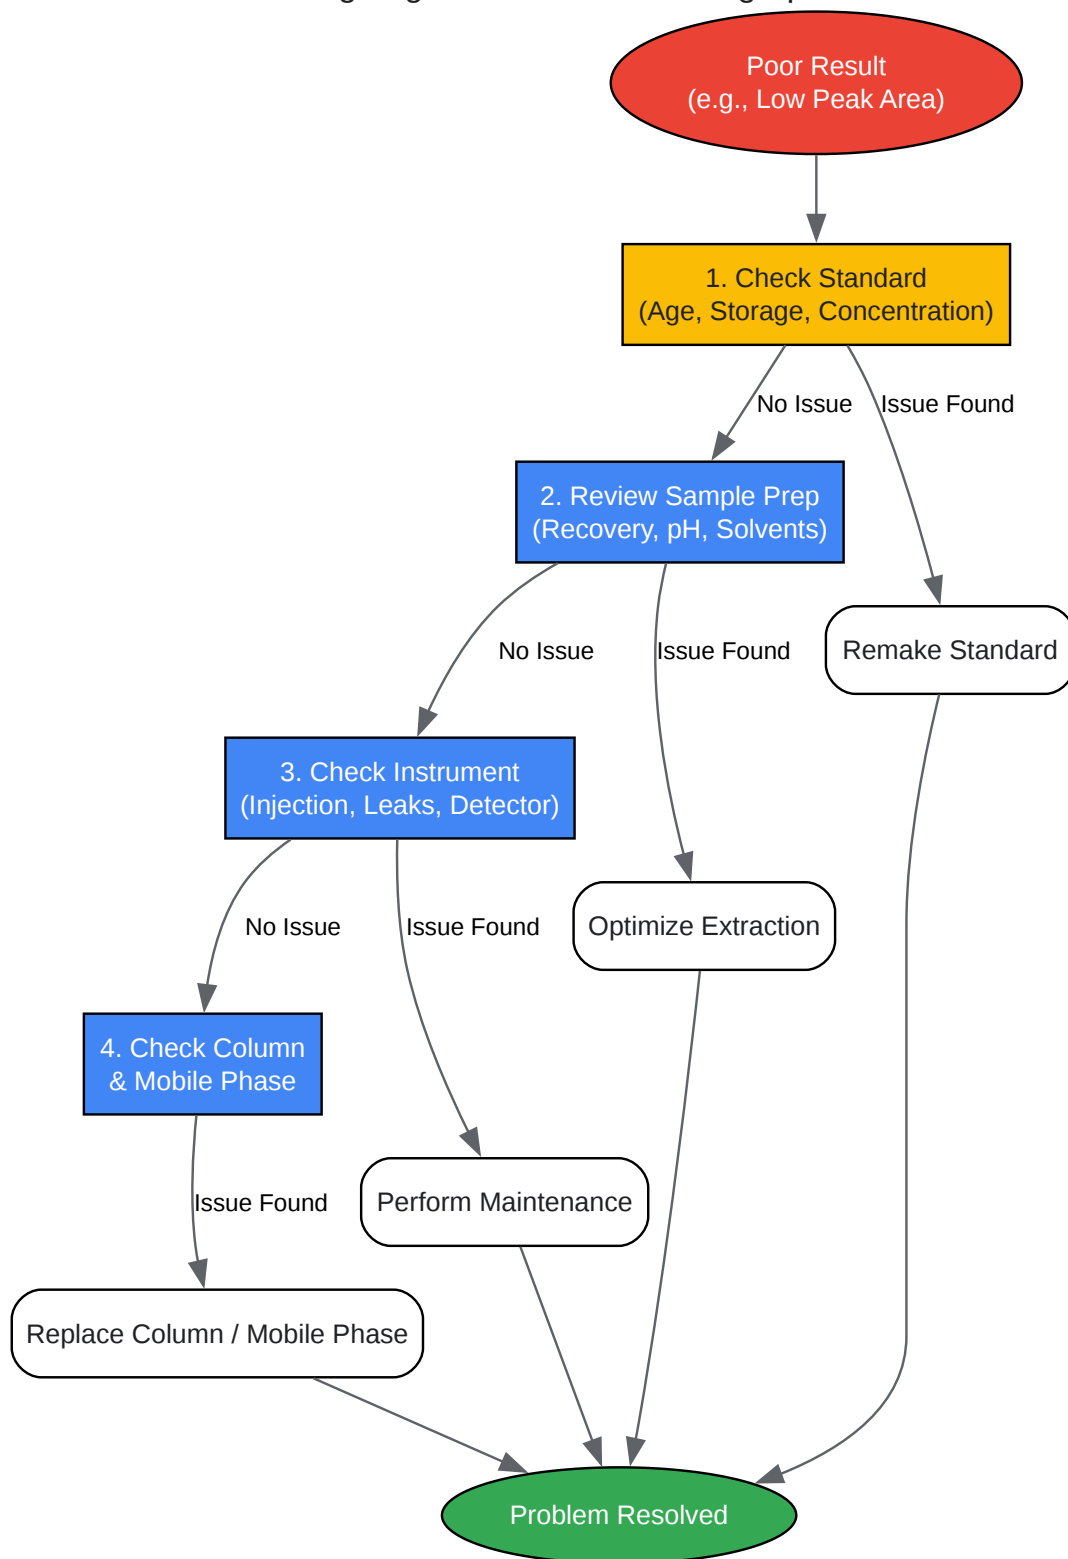 Poor Result
(e.g., Low Peak Area)
1. Check Standard
(Age, Storage, Concentration)
No Issue
Issue Found
2. Review Sample Prep
(Recovery, pH, Solvents)
Remake Standard
No Issue
Issue Found
3. Check Instrument
(Injection, Leaks, Detector)
Optimize Extraction
No Issue
Issue Found
4. Check Column
& Mobile Phase
Perform Maintenance
Issue Found
Replace Column / Mobile Phase
Problem Resolved